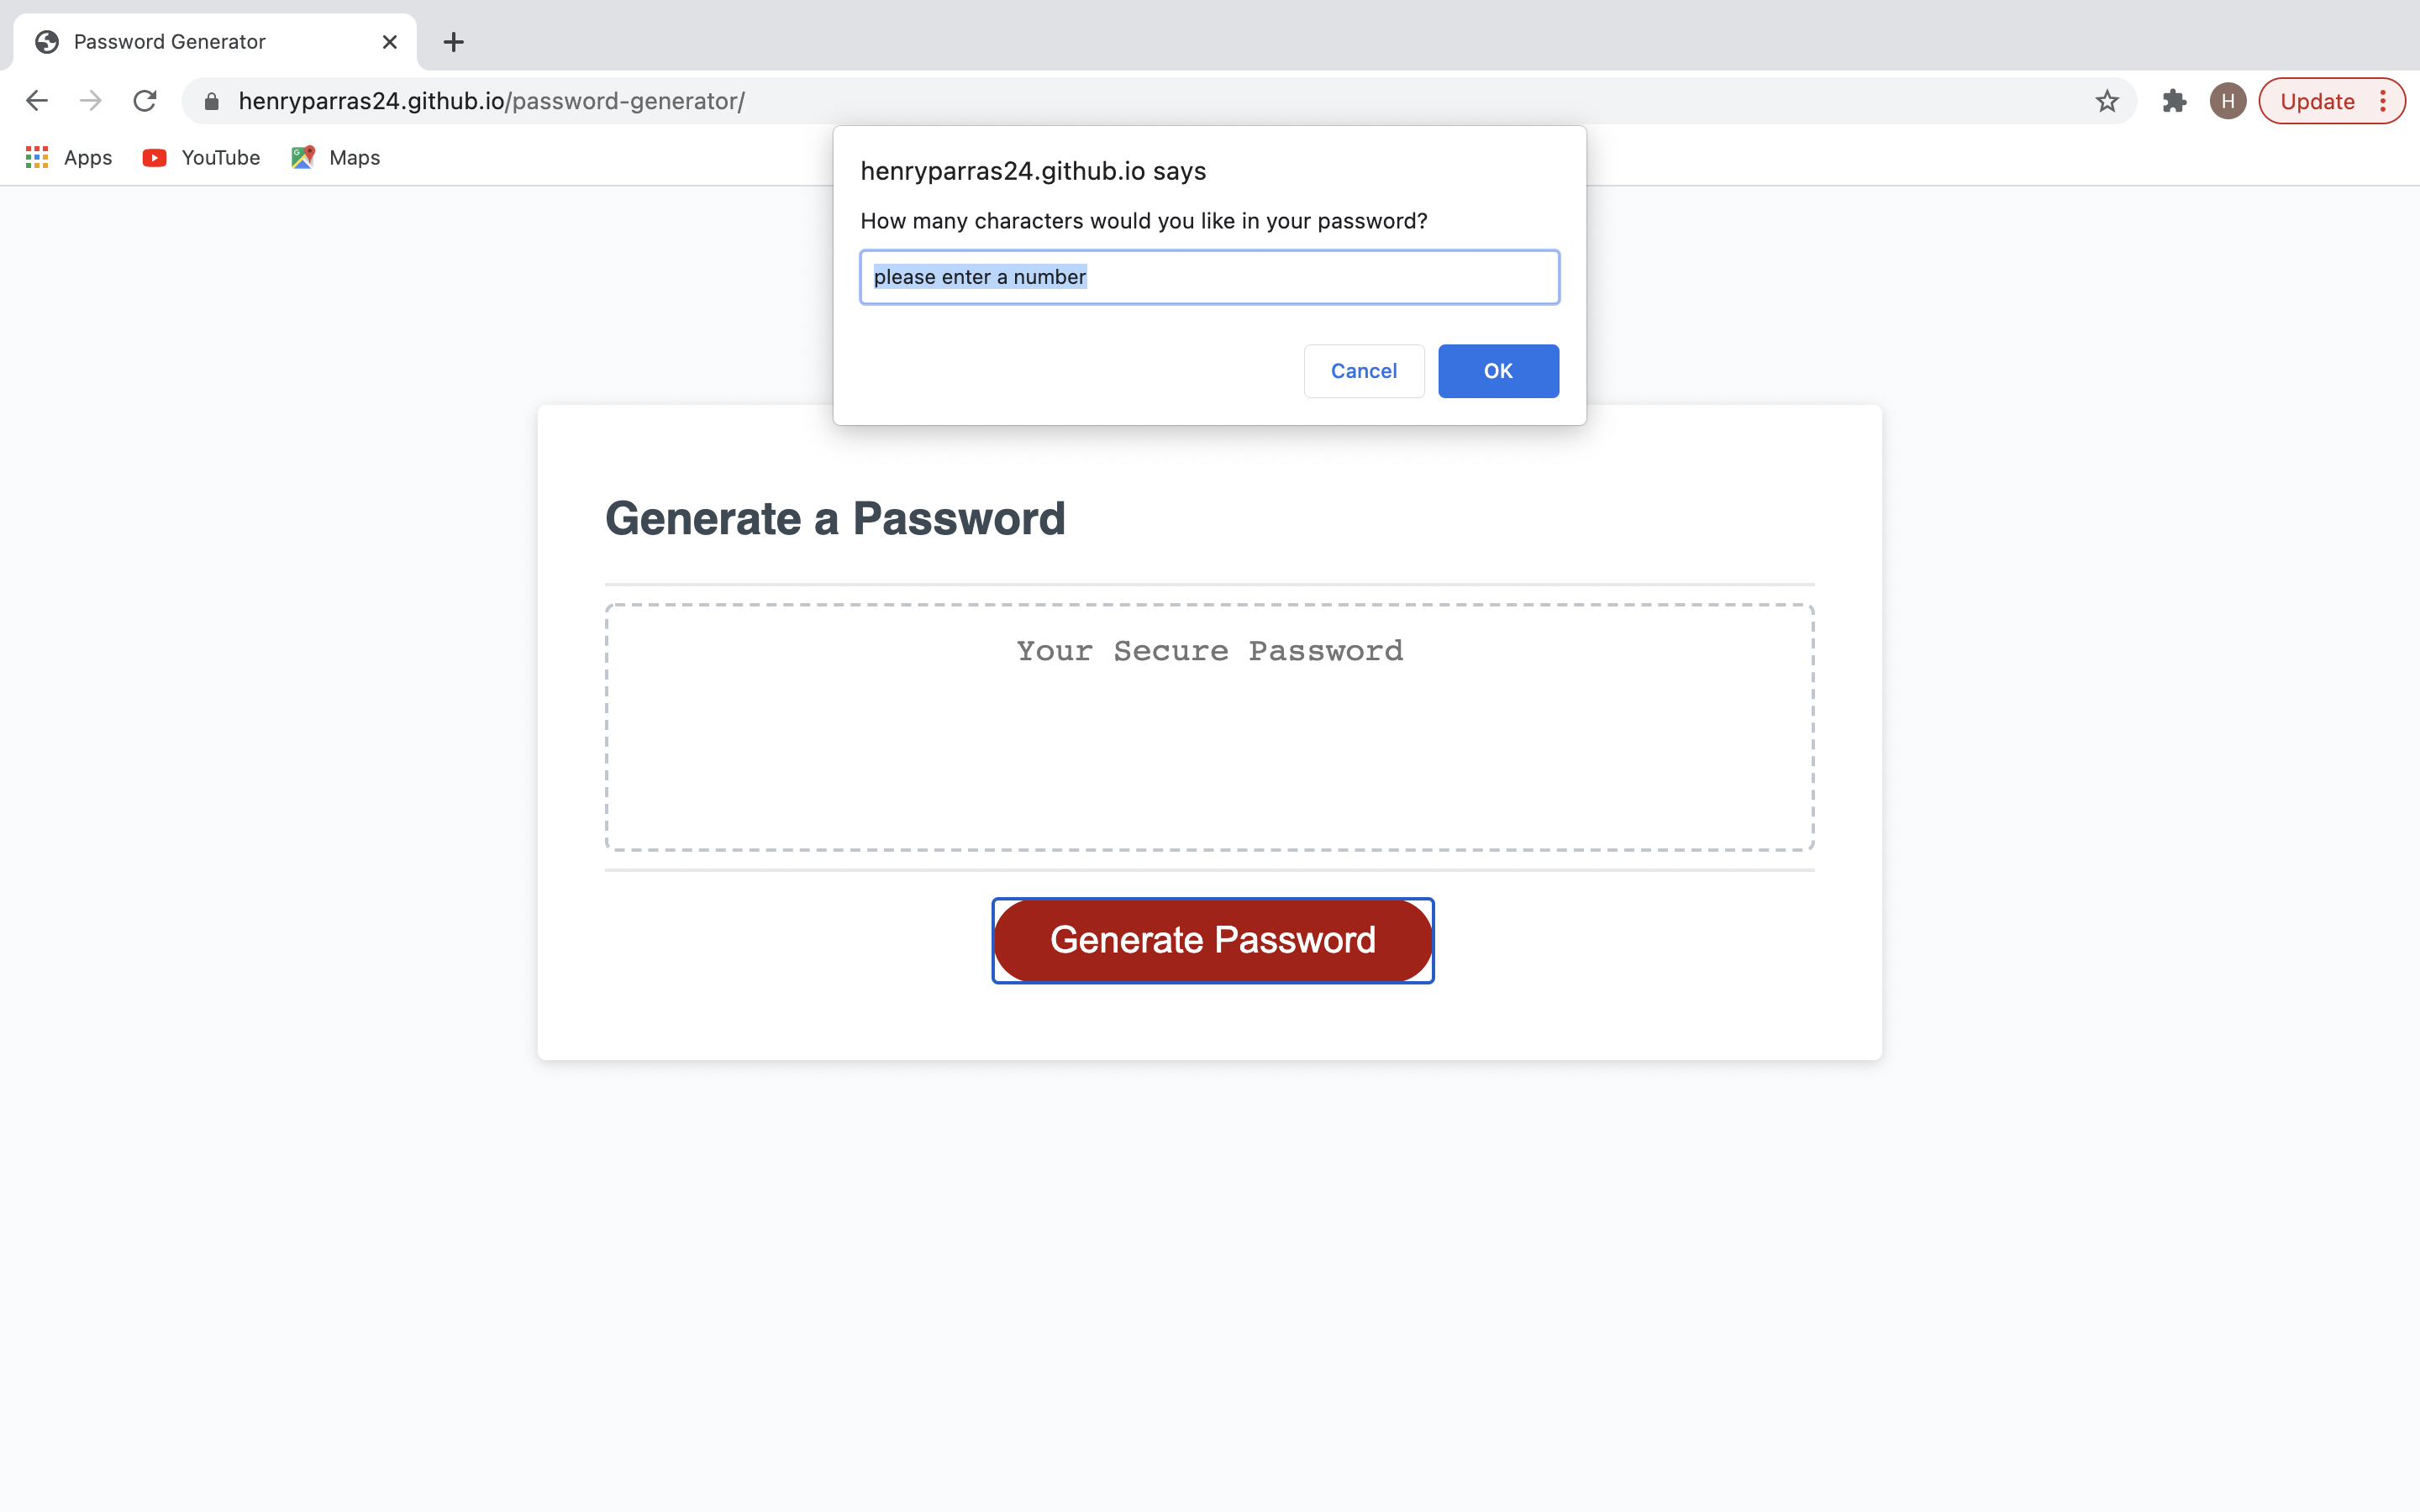 Password Generator
henryparras24.github.io/password-generator/
H
Update
Apps
YouTube
Maps
henryparras24.github.io says
How many characters would you like in your password?
please enter a number
Cancel
OK
Generate a Password
Your Secure Password
Generate Password